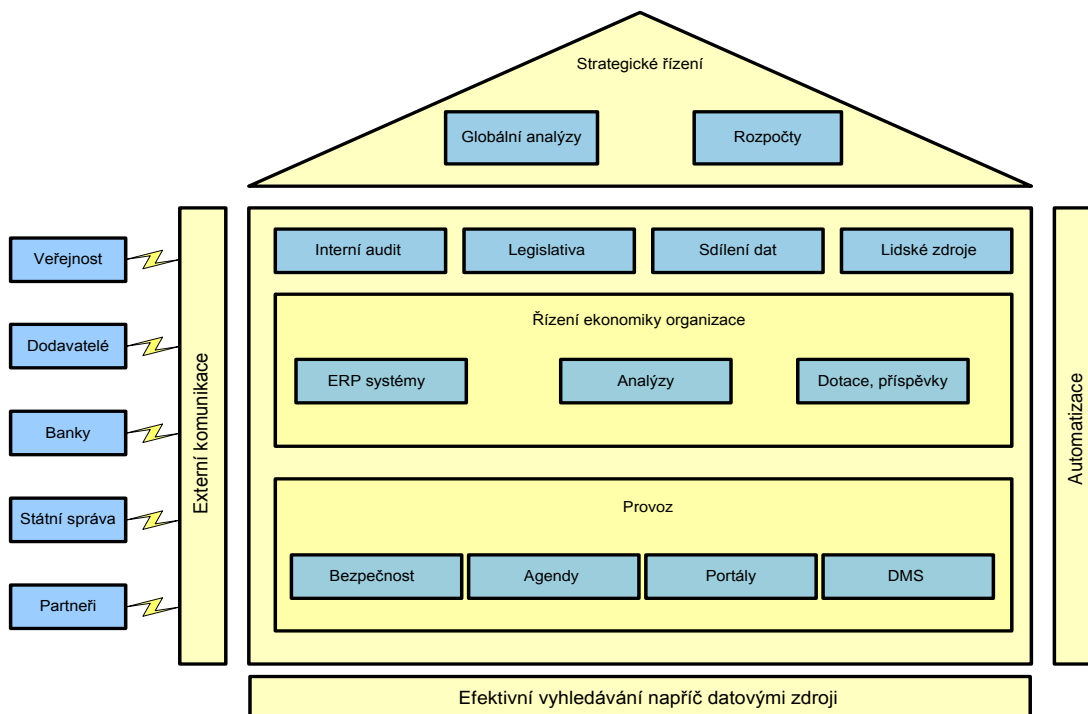 Strategické řízení
Globální analýzy
Rozpočty
Veřejnost
Dodavatelé
Banky
Státní správa
Partneři
Externí komunikace
Interní audit
Legislativa
Sdílení dat
Lidské zdroje
Řízení ekonomiky organizace
ERP systémy
Analýzy
Dotace, příspěvky
Provoz
Bezpečnost
Agendy
Portály
DMS
Automatizace
Efektivní vyhledávání napříč datovými zdroji